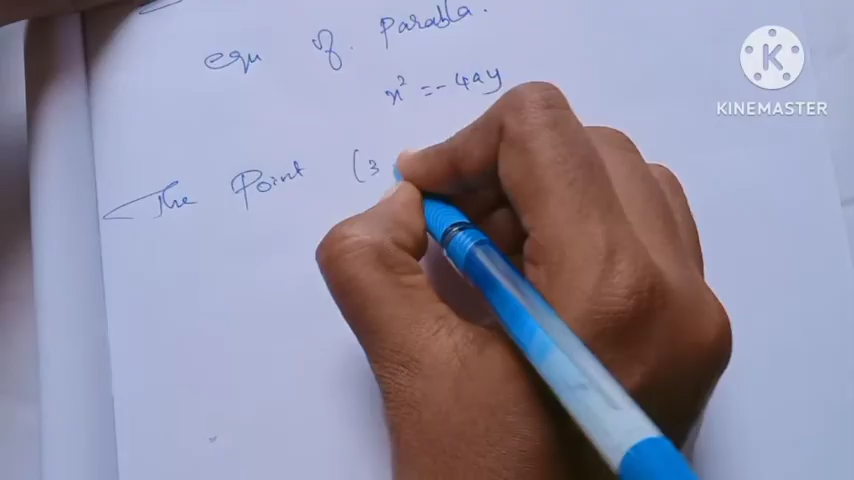 equ of. Parabla.
x² = -4ay
The Point (3
KINEMASTER